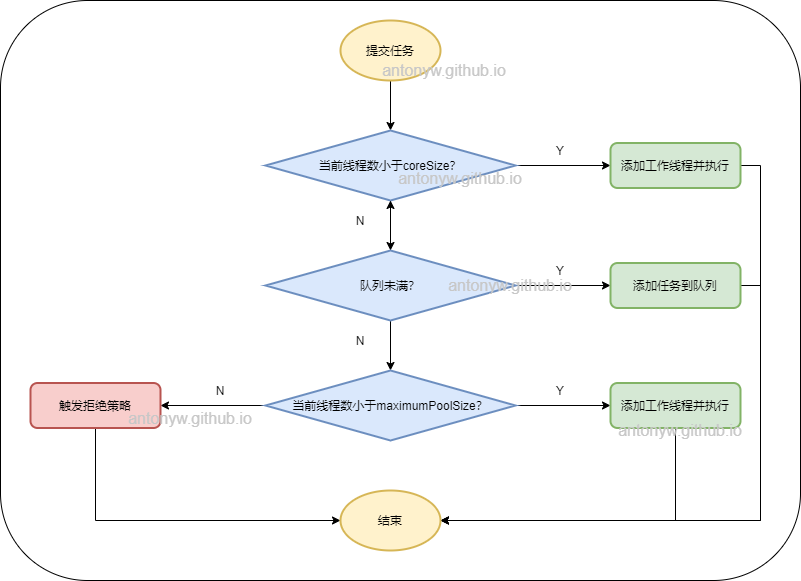 提交任务
antonyw.github.io
当前线程数小于coreSize?
Y
添加工作线程并执行
antonyw.github.io
N
队列未满?
antonyw.github.io
Y
添加任务到队列
N
触发拒绝策略
antonyw.github.io
N
当前线程数小于maximumPoolSize?
Y
添加工作线程并执行
antonyw.github.io
结束